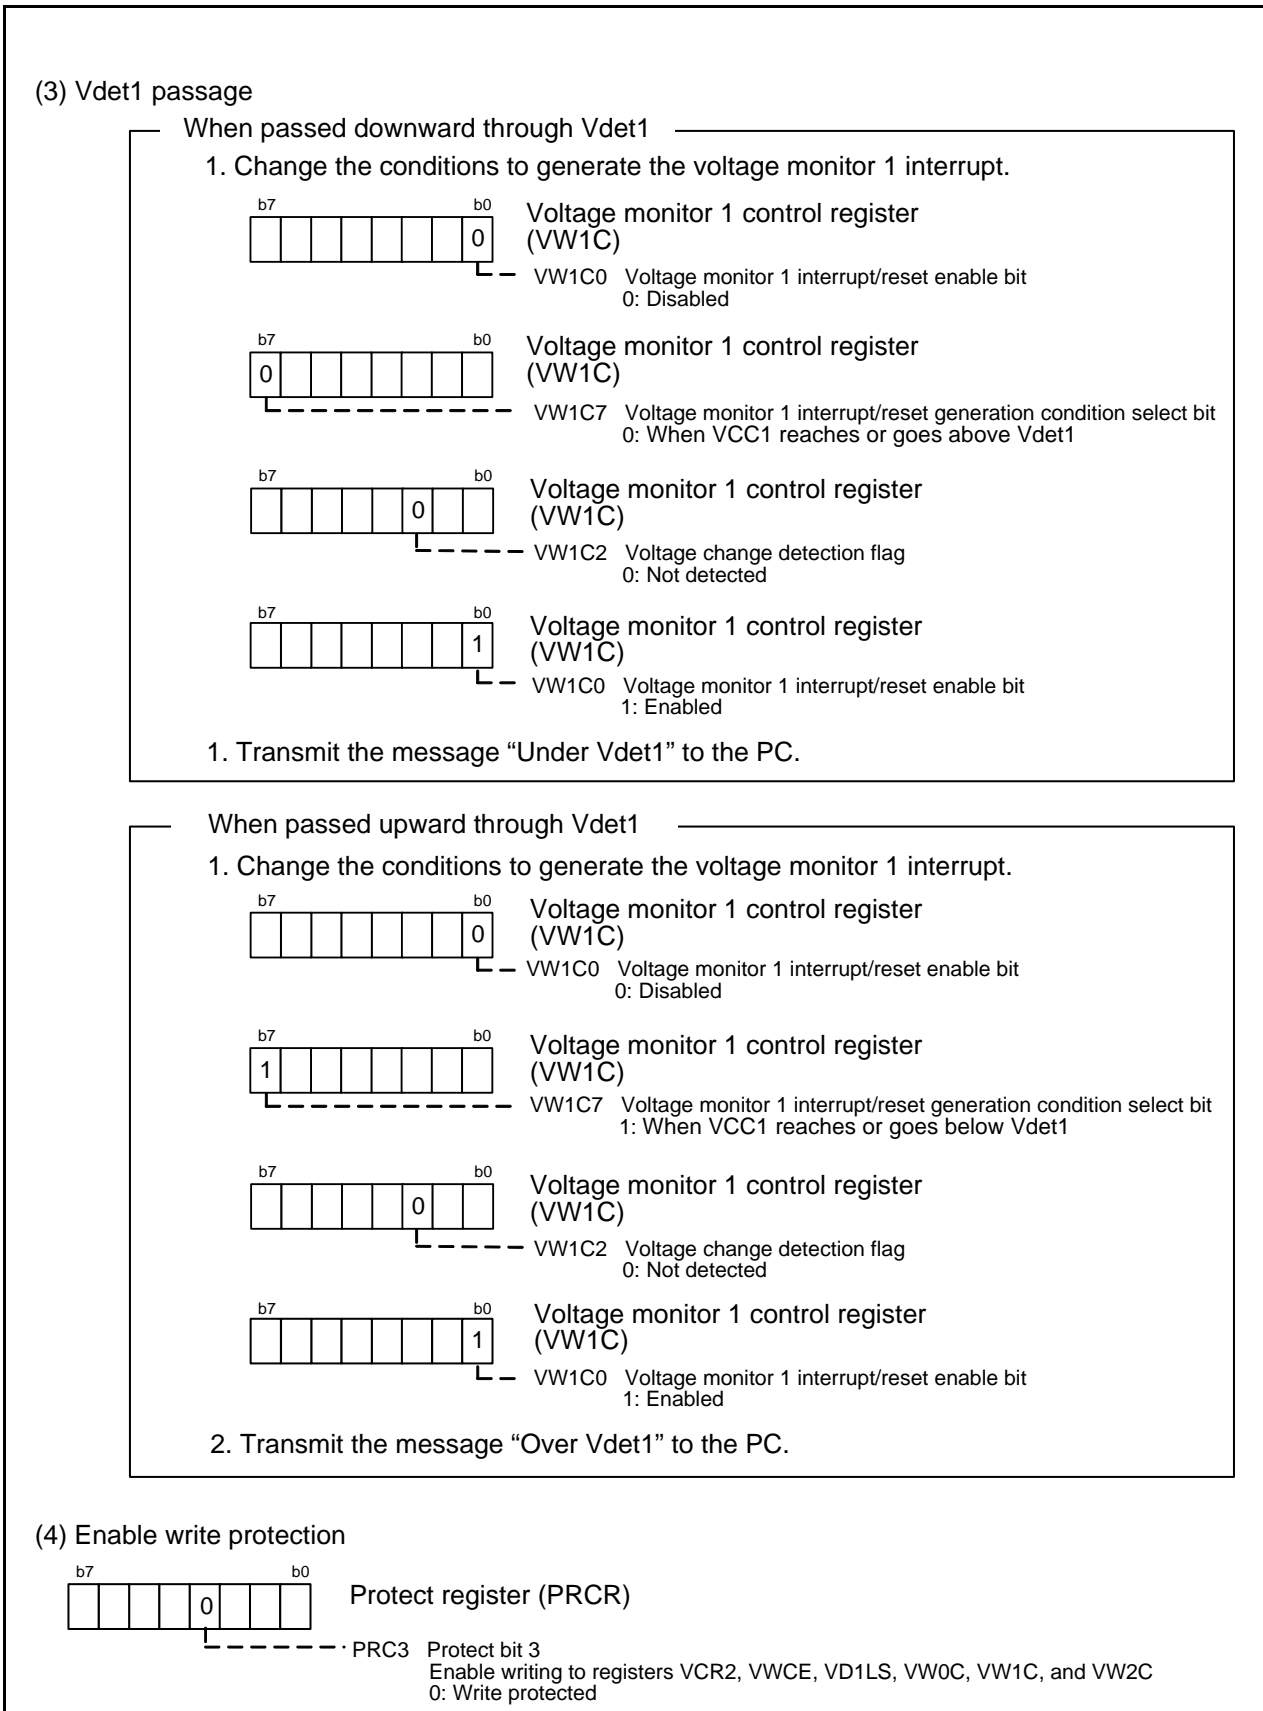 (3) Vdet1 passage
When passed downward through Vdet1
1. Change the conditions to generate the voltage monitor 1 interrupt.
b7 b0
0
Voltage monitor 1 control register
(VW1C)
VW1C0 Voltage monitor 1 interrupt/reset enable bit
0: Disabled
b7 b0
0
Voltage monitor 1 control register
(VW1C)
VW1C7 Voltage monitor 1 interrupt/reset generation condition select bit
0: When VCC1 reaches or goes above Vdet1
b7 b0
0
Voltage monitor 1 control register
(VW1C)
VW1C2 Voltage change detection flag
0: Not detected
b7 b0
1
Voltage monitor 1 control register
(VW1C)
VW1C0 Voltage monitor 1 interrupt/reset enable bit
1: Enabled
1. Transmit the message “Under Vdet1” to the PC.
When passed upward through Vdet1
1. Change the conditions to generate the voltage monitor 1 interrupt.
b7 b0
0
Voltage monitor 1 control register
(VW1C)
VW1C0 Voltage monitor 1 interrupt/reset enable bit
0: Disabled
b7 b0
1
Voltage monitor 1 control register
(VW1C)
VW1C7 Voltage monitor 1 interrupt/reset generation condition select bit
1: When VCC1 reaches or goes below Vdet1
b7 b0
0
Voltage monitor 1 control register
(VW1C)
VW1C2 Voltage change detection flag
0: Not detected
b7 b0
1
Voltage monitor 1 control register
(VW1C)
VW1C0 Voltage monitor 1 interrupt/reset enable bit
1: Enabled
2. Transmit the message “Over Vdet1” to the PC.
(4) Enable write protection
b7 b0
0
Protect register (PRCR)
PRC3 Protect bit 3
Enable writing to registers VCR2, VWCE, VD1LS, VW0C, VW1C, and VW2C
0: Write protected